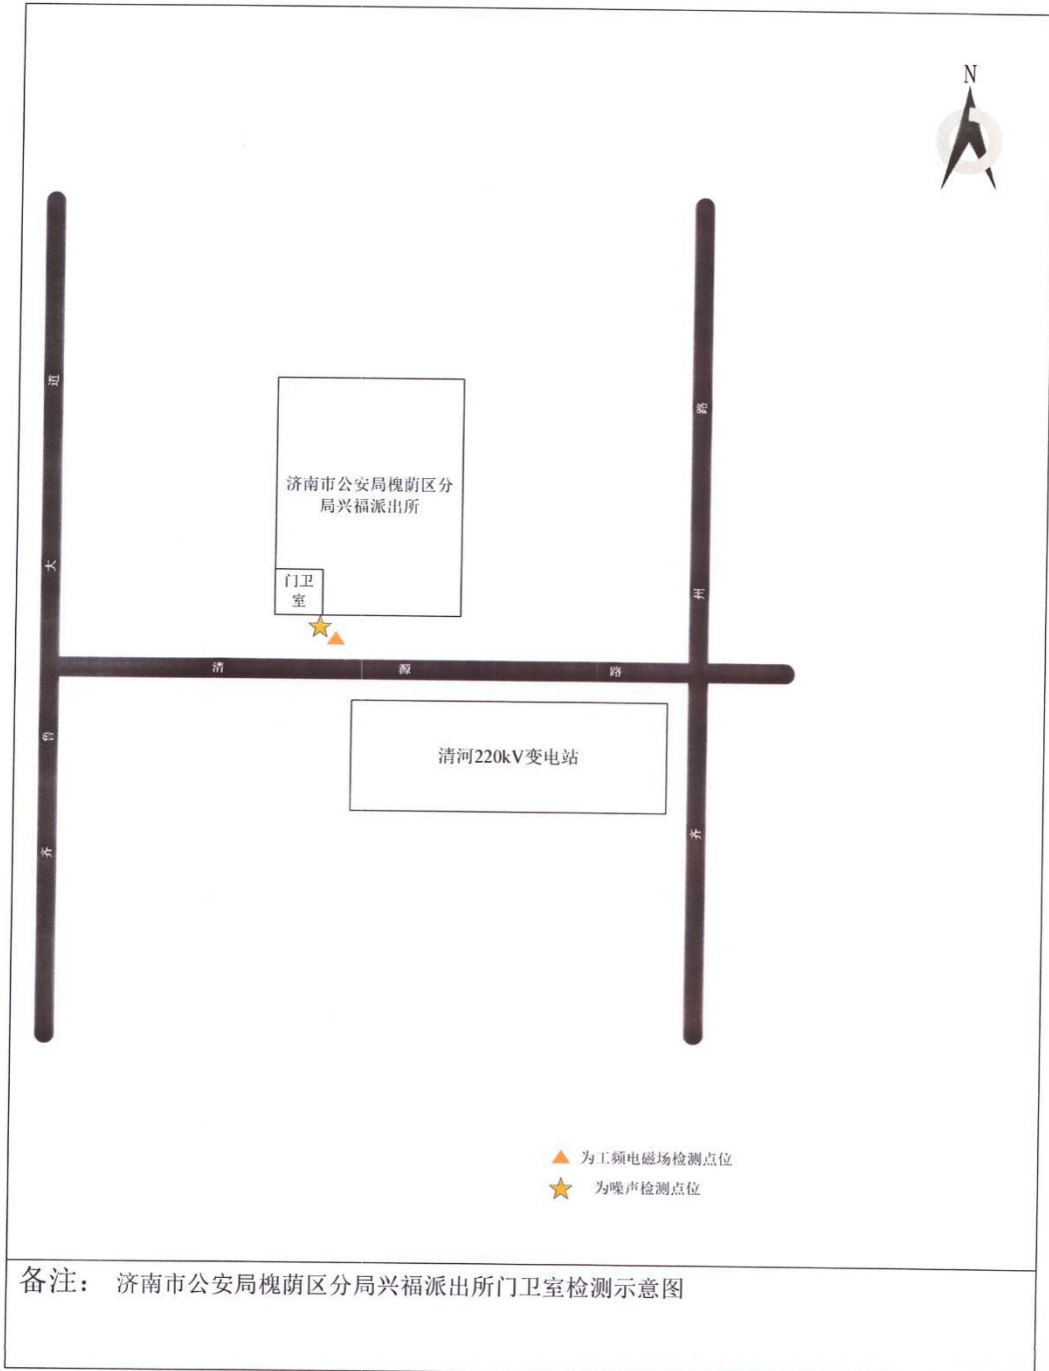 N
道
路
济南市公安局槐荫区分
局兴福派出所
大
门卫
室
州
清 源 路
鲁
清河220kV变电站
齐
齐
为工频电磁场检测点位
为噪声检测点位
备注： 济南市公安局槐荫区分局兴福派出所门卫室检测示意图